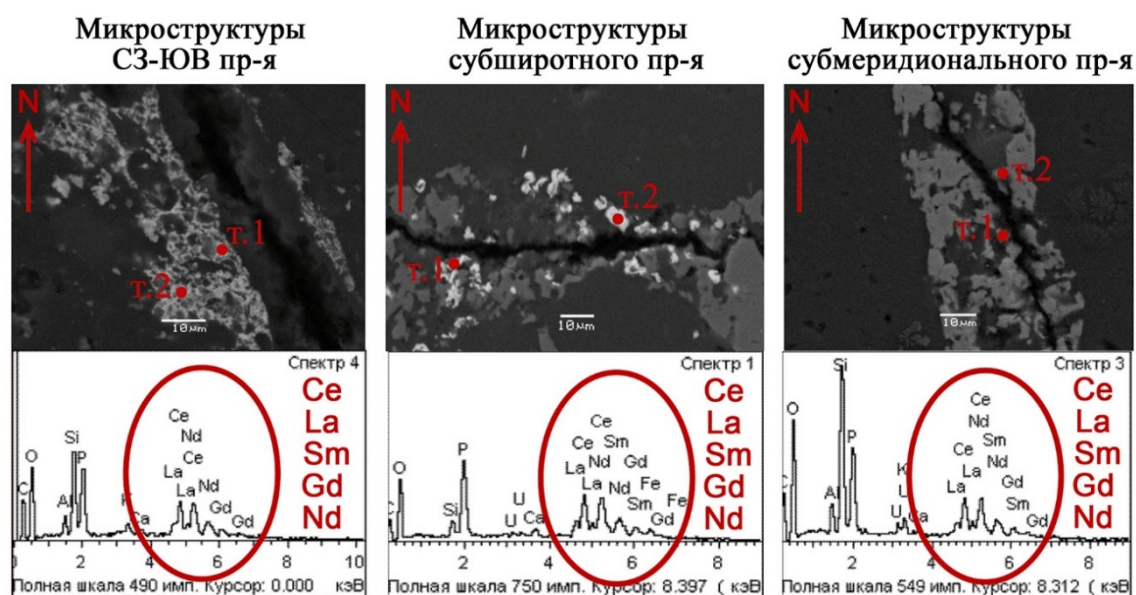 Микроструктуры
СЗ-ЮВ пр-я
Микроструктуры
субширотного пр-я
Микроструктуры
субмеридионального пр-я
N
т.1
т.2
10μm
N
т.2
т.1
10μm
N
т.2
т.1
10μm
Спектр 4
Ce
La
Sm
Gd
Nd
C
O
Al
Si
P
K
Ca
La
Ce
La
Nd
Ce
Nd
Gd
Gd
0 2 4 6 8 10
Полная шкала 490 имп. Курсор: 0.000 кэВ
Спектр 1
Ce
La
Sm
Gd
Nd
C
O
Si
P
U
U
Ca
La
Ce
La
Ce
Nd
Sm
Nd
Gd
Sm
Fe
Gd
Fe
2 4 6 8
Полная шкала 750 имп. Курсор: 8.397 ( кэВ
Спектр 3
Ce
La
Sm
Gd
Nd
C
O
Al
Si
P
K
U
U
Ca
La
Ce
La
Ce
Nd
Sm
Nd
Gd
Sm
Gd
2 4 6 8
Полная шкала 549 имп. Курсор: 8.312 ( кэВ